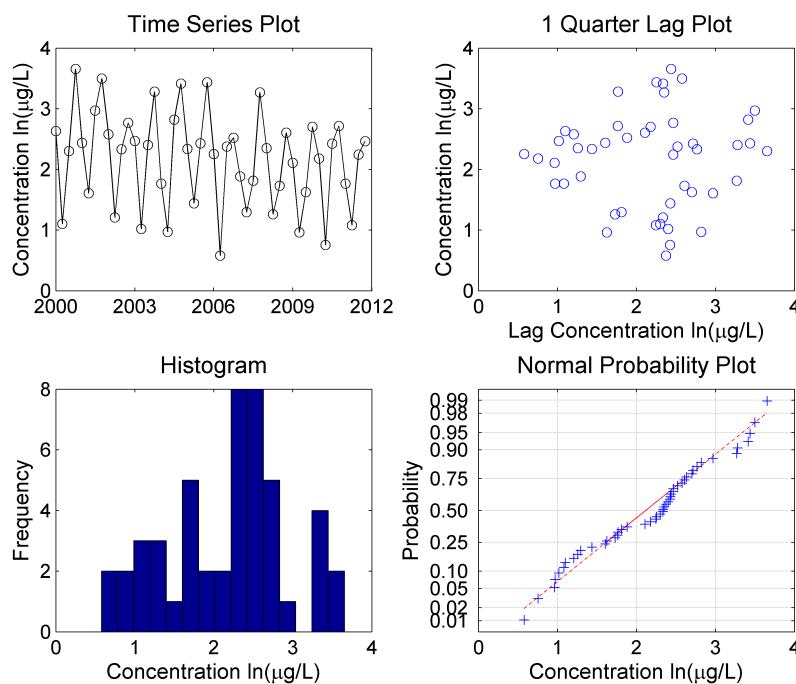 Time Series Plot
Concentration ln(μg/L)
4
3
2
1
0
2000 2003 2006 2009 2012
1 Quarter Lag Plot
Concentration ln(μg/L)
4
3
2
1
0
0 1 2 3 4
Lag Concentration ln(μg/L)
Histogram
Frequency
8
6
4
2
0
0 1 2 3 4
Concentration ln(μg/L)
Normal Probability Plot
Probability
0.99
0.98
0.95
0.90
0.75
0.50
0.25
0.10
0.05
0.02
0.01
0 1 2 3 4
Concentration ln(μg/L)